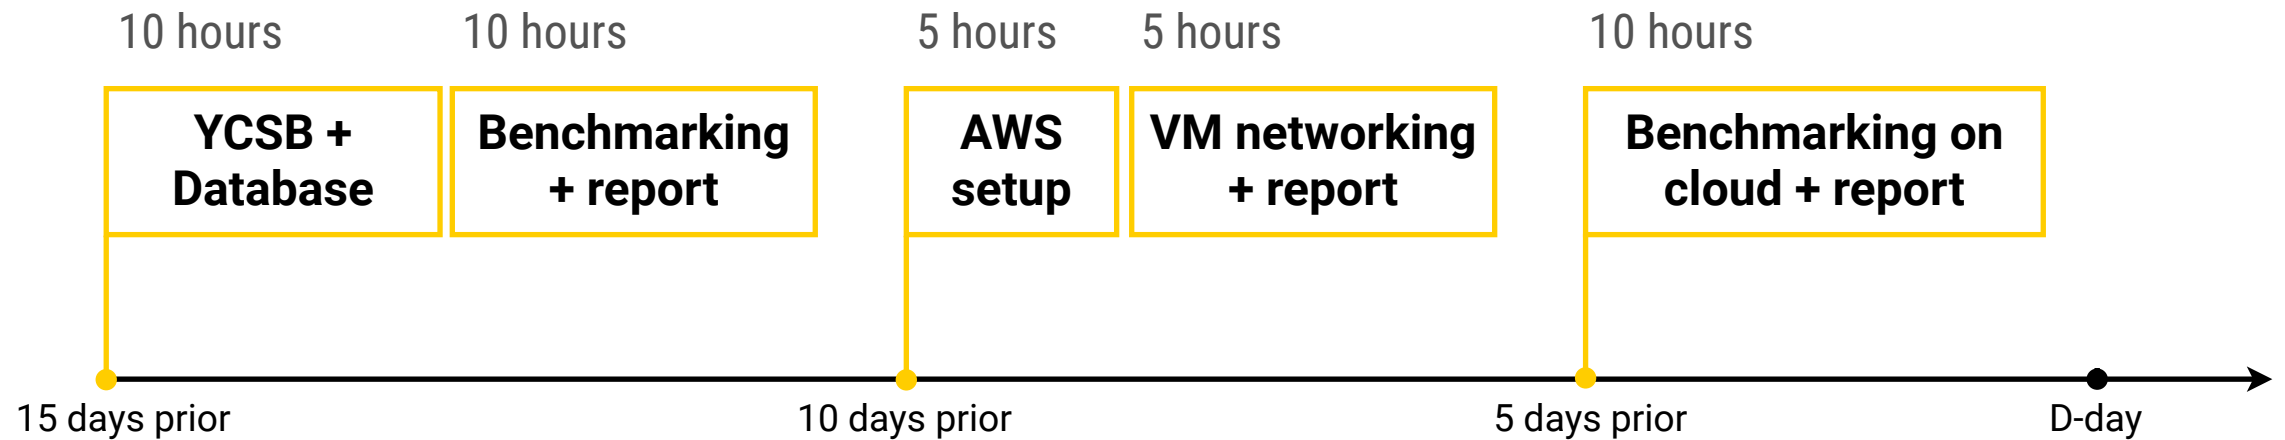 10 hours
10 hours
5 hours
5 hours
10 hours
YCSB +
Database
Benchmarking
+ report
AWS
setup
VM networking
+ report
Benchmarking on
cloud + report
15 days prior
10 days prior
5 days prior
D-day